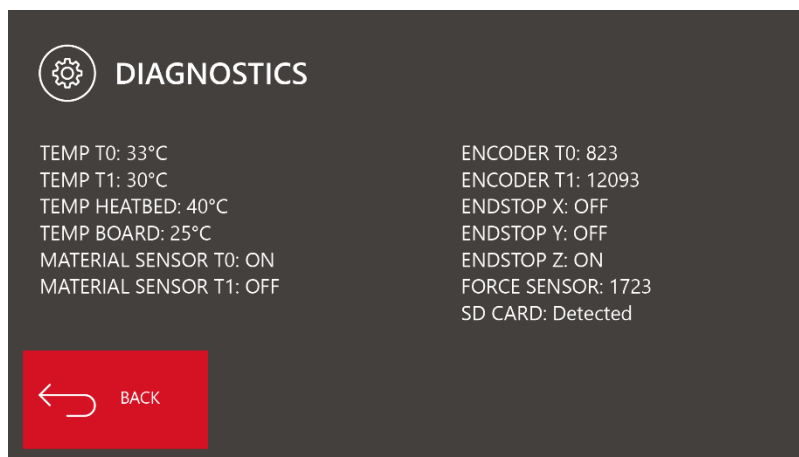 DIAGNOSTICS
TEMP T0: 33°C
TEMP T1: 30°C
TEMP HEATBED: 40°C
TEMP BOARD: 25°C
MATERIAL SENSOR T0: ON
MATERIAL SENSOR T1: OFF
ENCODER T0: 823
ENCODER T1: 12093
ENDSTOP X: OFF
ENDSTOP Y: OFF
ENDSTOP Z: ON
FORCE SENSOR: 1723
SD CARD: Detected
BACK